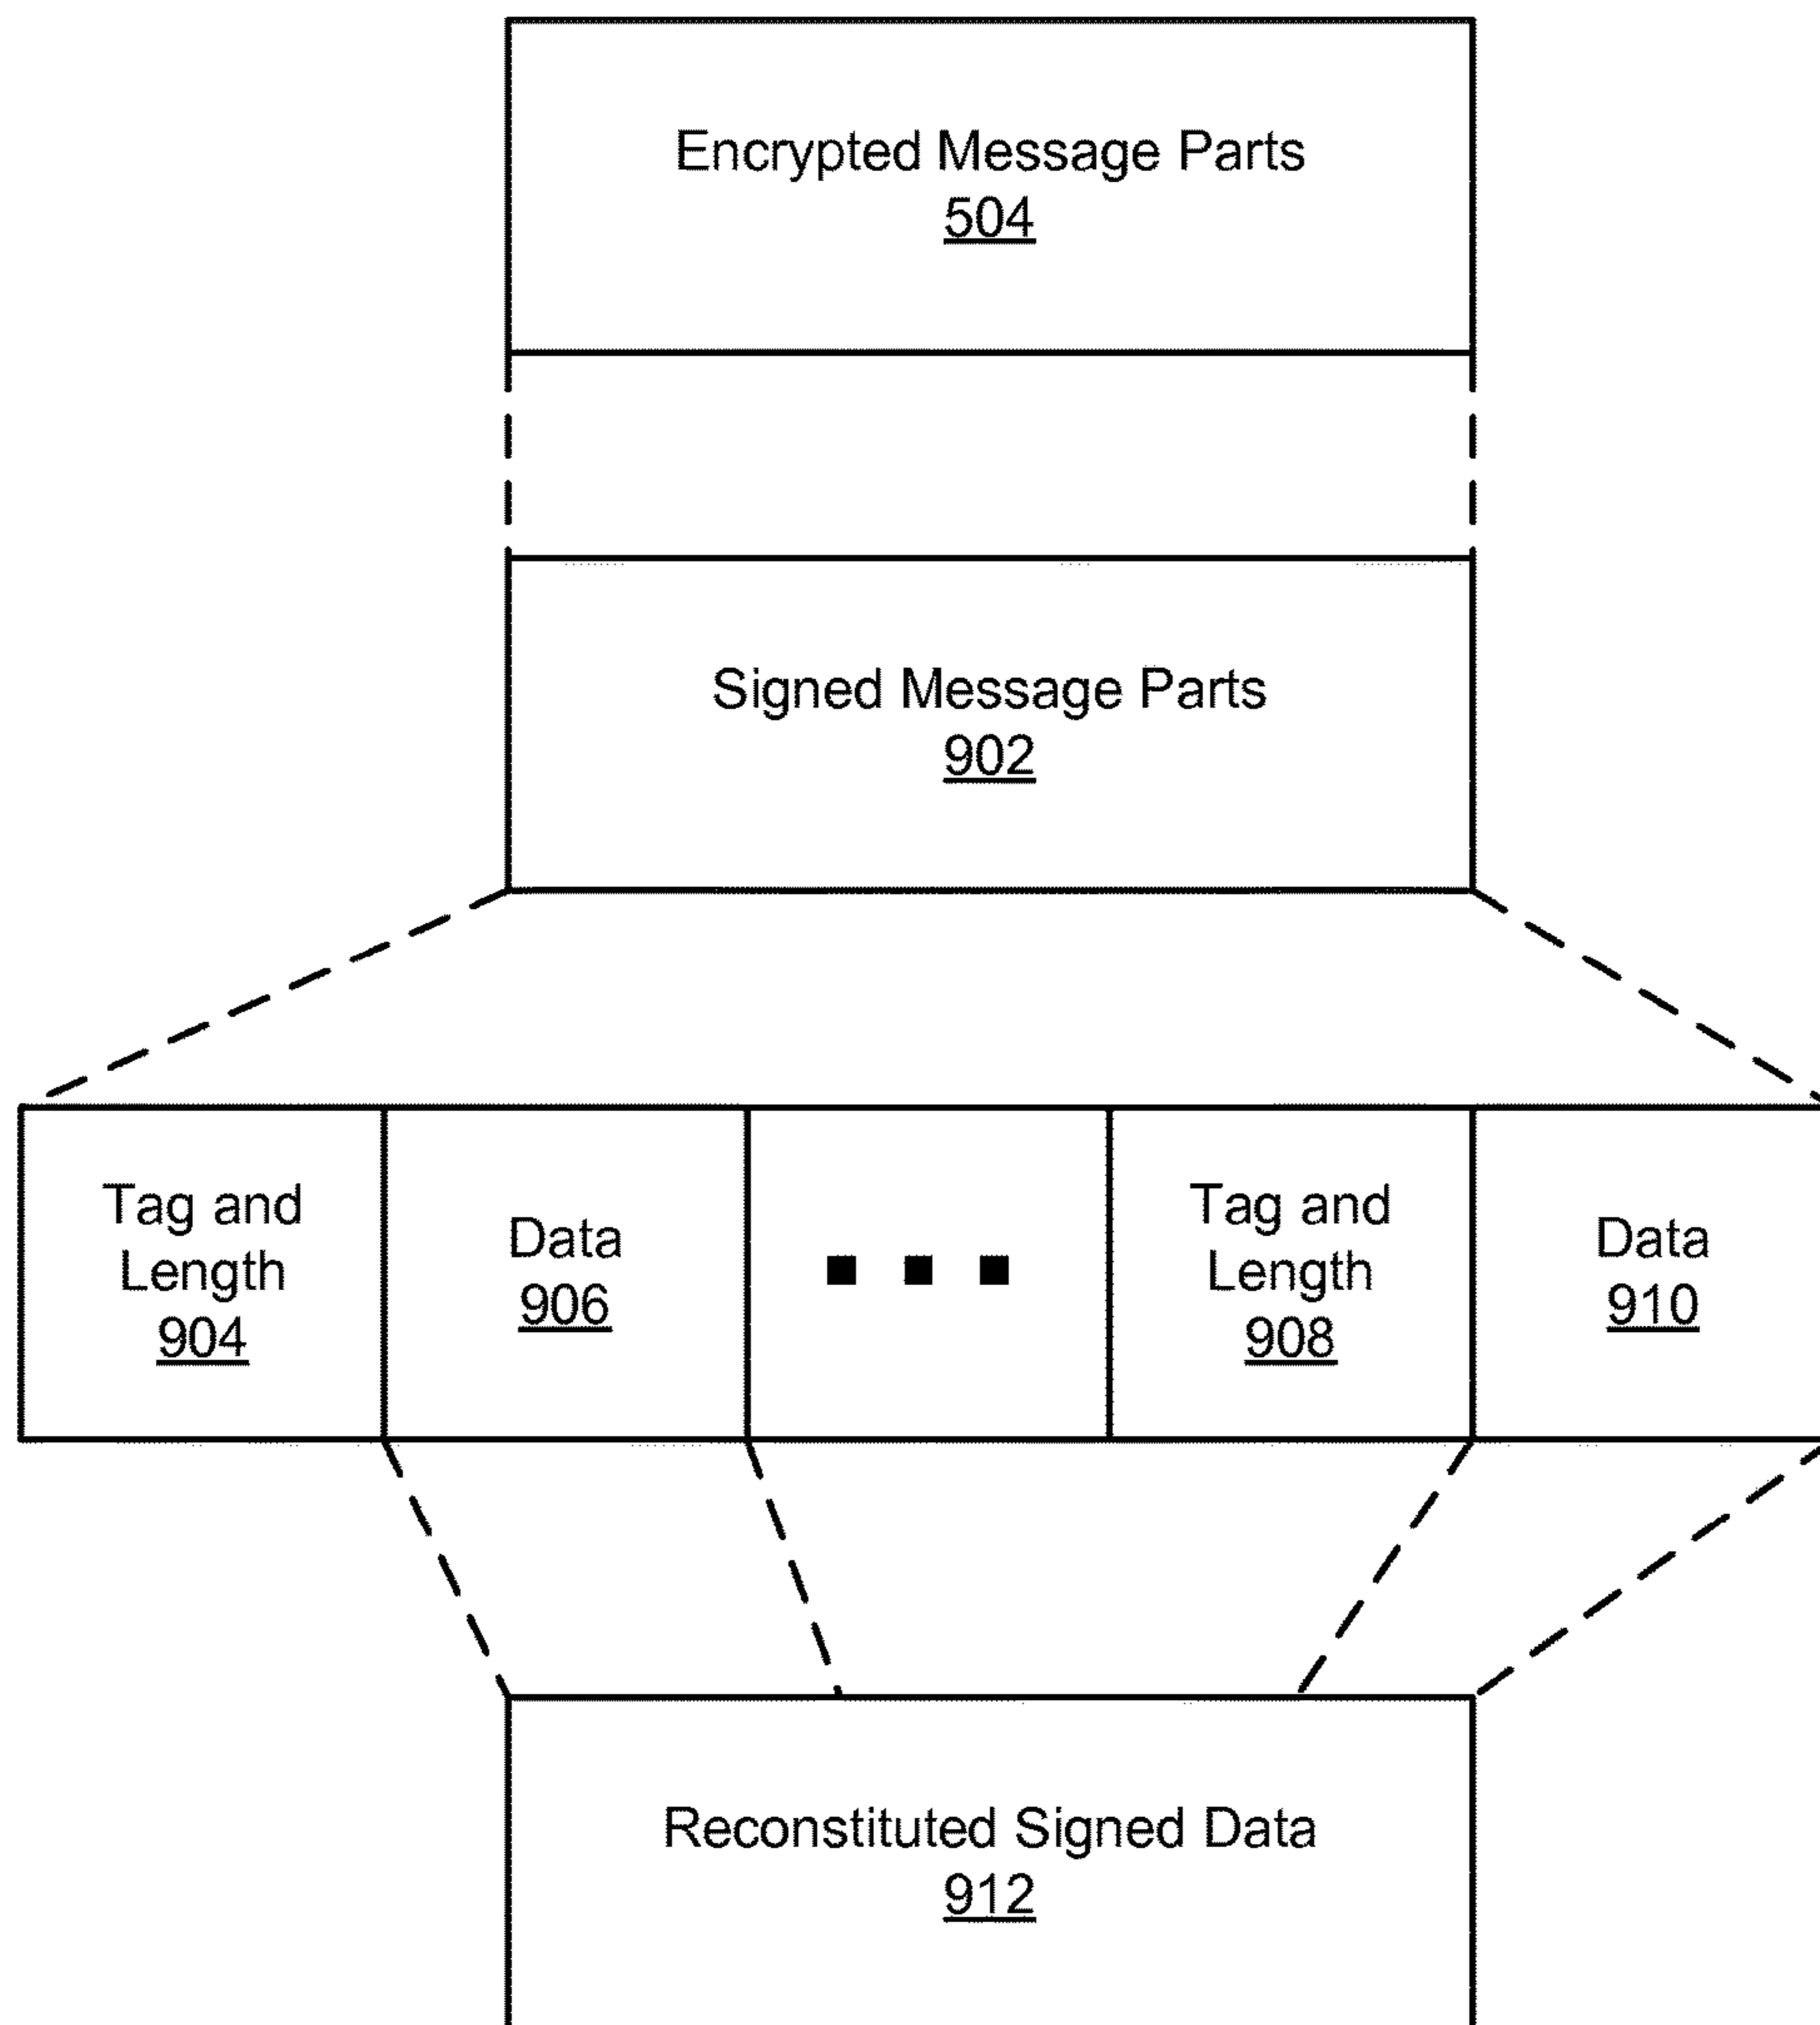 Encrypted Message Parts
504
Signed Message Parts
902
Tag and
Length
904
Data
906
Tag and
Length
908
Data
910
Reconstituted Signed Data
912